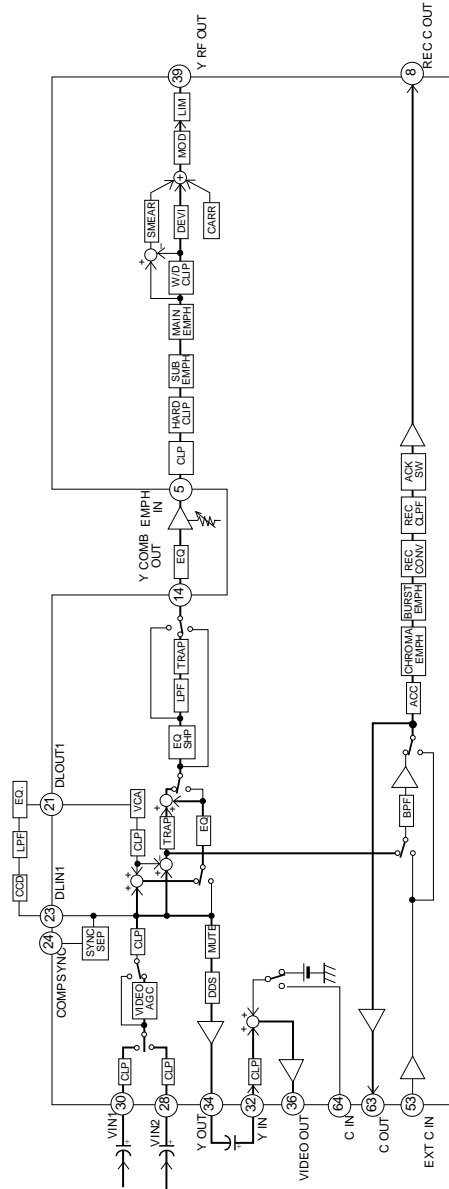 VIN1
VIN2
30
28
34
32
36
64
63
53
Y OUT
Y IN
VIDEO OUT
C IN
C OUT
EXT C IN
CLP
CLP
CLP
VIDEO
AGC
CLP
DDS
MUTE
COMPSYNC
24
SYNC
SEP
23
DLIN1
CCD
LPF
EQ.
21
DLOUT1
VCA
CLP
TRAP
EQ
EQ
SHP
LPF
TRAP
14
Y COMB
OUT
EQ
EMPH
IN
5
CLP
HARD
CLIP
SUB
EMPH
MAIN
EMPH
W/D
CLIP
SMEAR
DEVI
CARR
MOD
LIM
39
Y RF OUT
BPF
ACC
CHROMA
EMPH
BURST
EMPH
REC
CONV
REC
CLPF
ACK
SW
8
REC C OUT